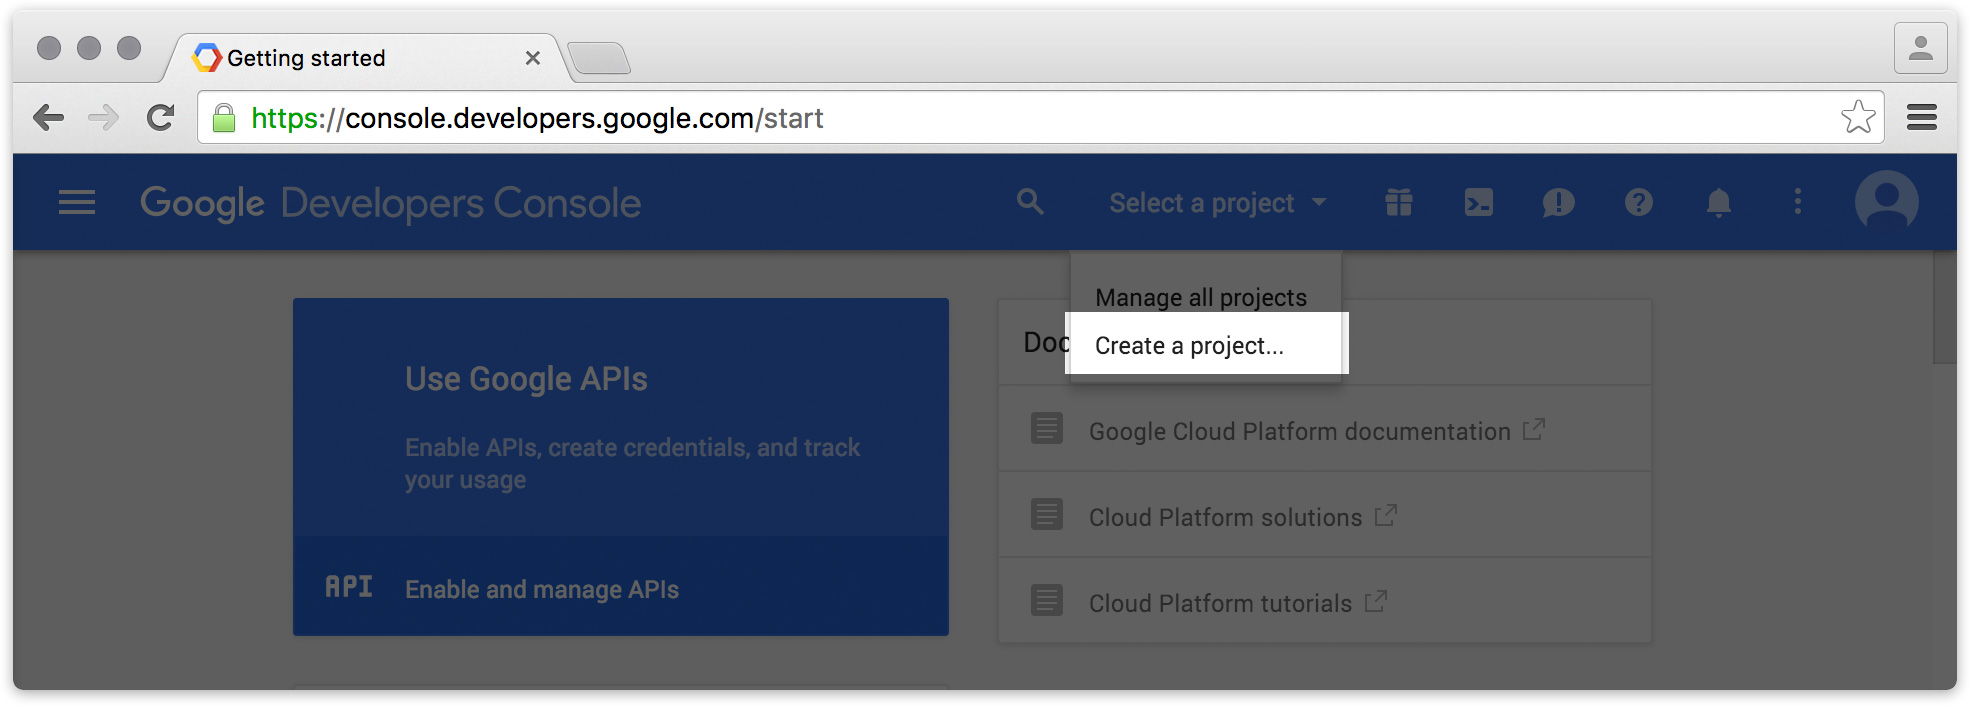 Getting started
https://console.developers.google.com/start
Google Developers Console
Select a project
Manage all projects
Create a project...
Use Google APIs
Enable APIs, create credentials, and track
your usage
API Enable and manage APIs
Doc
Google Cloud Platform documentation
Cloud Platform solutions
Cloud Platform tutorials